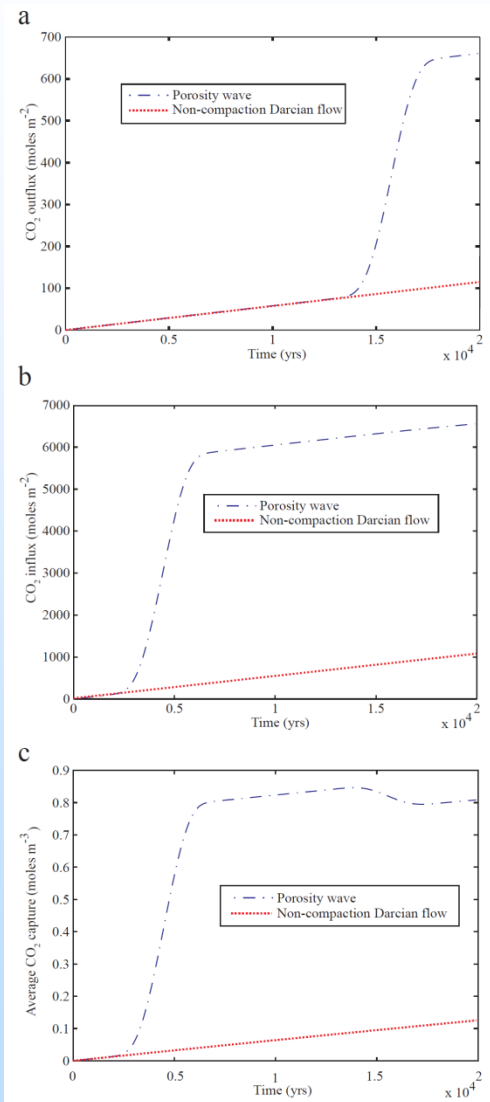 a
CO2 outflux (moles m-2)
700
600
500
400
300
200
100
0
Porosity wave
Non-compaction Darcian flow
0 0.5 1 1.5 2
Time (yrs)
x 10^4
b
CO2 influx (moles m-2)
7000
6000
5000
4000
3000
2000
1000
0
Porosity wave
Non-compaction Darcian flow
0 0.5 1 1.5 2
Time (yrs)
x 10^4
c
Average CO2 capture (moles m-3)
0.9
0.8
0.7
0.6
0.5
0.4
0.3
0.2
0.1
0
Porosity wave
Non-compaction Darcian flow
0 0.5 1 1.5 2
Time (yrs)
x 10^4